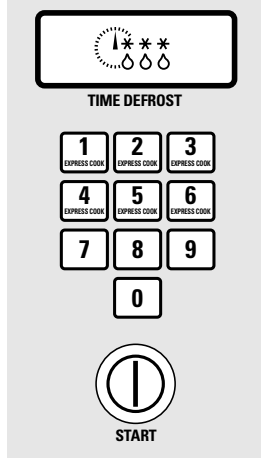 TIME DEFROST
1 2 3
EXPRESS COOK EXPRESS COOK EXPRESS COOK
4 5 6
EXPRESS COOK EXPRESS COOK EXPRESS COOK
7 8 9
0
START